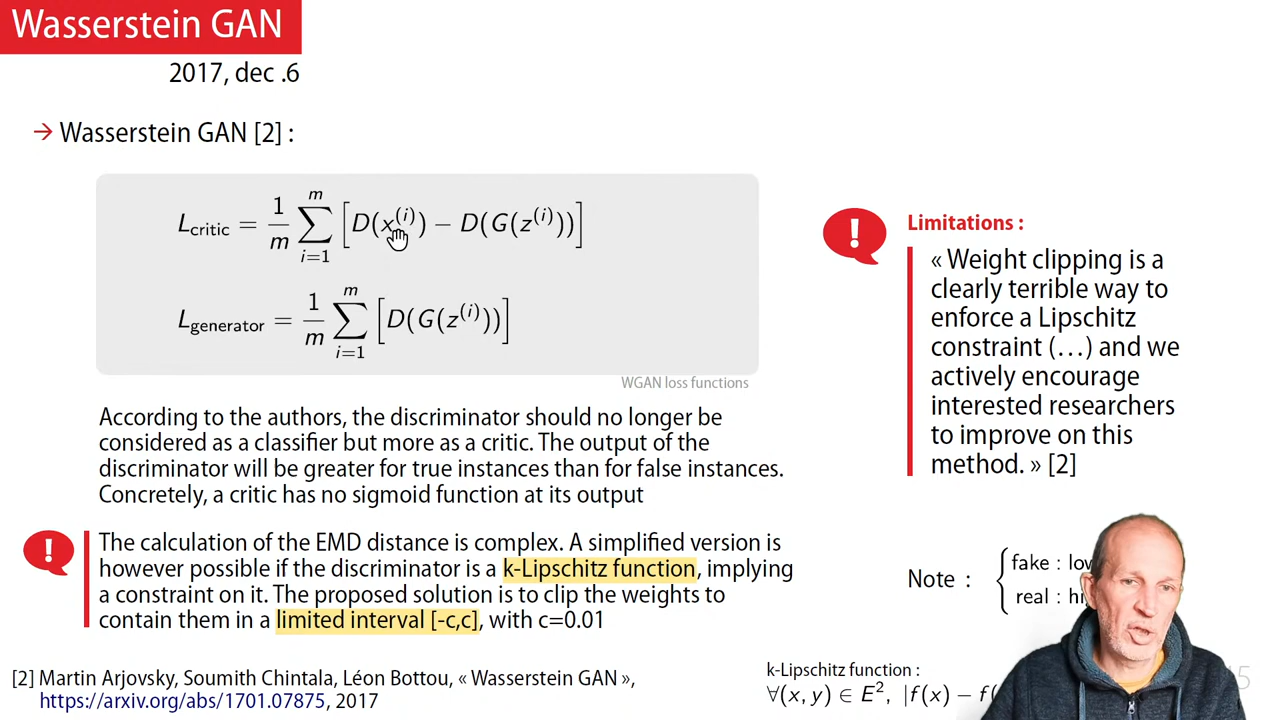 Wasserstein GAN
2017, dec .6
→ Wasserstein GAN [2] :
L_critic = 1/m ∑_{i=1}^{m} [D(x^(i)) − D(G(z^(i)))]
L_generator = 1/m ∑_{i=1}^{m} [D(G(z^(i)))]
WGAN loss functions
According to the authors, the discriminator should no longer be
considered as a classifier but more as a critic. The output of the
discriminator will be greater for true instances than for false instances.
Concretely, a critic has no sigmoid function at its output
! The calculation of the EMD distance is complex. A simplified version is
however possible if the discriminator is a k-Lipschitz function, implying
a constraint on it. The proposed solution is to clip the weights to
contain them in a limited interval [-c,c], with c=0.01
! Limitations :
« Weight clipping is a
clearly terrible way to
enforce a Lipschitz
constraint (…) and we
actively encourage
interested researchers
to improve on this
method. » [2]
Note :
fake :
real :
[2] Martin Arjovsky, Soumith Chintala, Léon Bottou, « Wasserstein GAN »,
https://arxiv.org/abs/1701.07875, 2017
k-Lipschitz function :
∀(x, y) ∈ E², |f(x) − f(